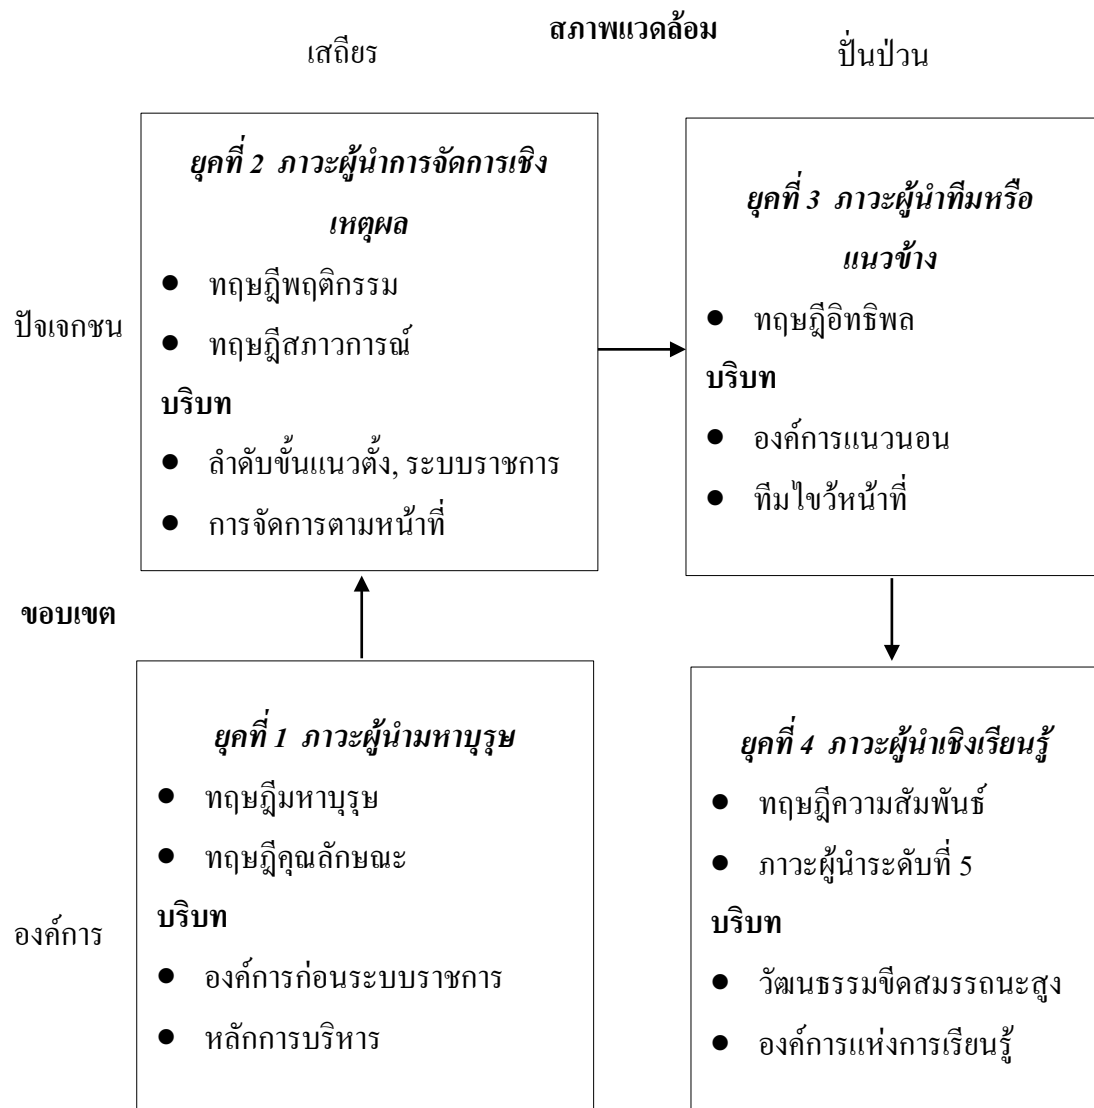 สภาพแวดล้อม
เสถียร
ปั่นป่วน
ยุคที่ 2 ภาวะผู้นำการจัดการเชิง
เหตุผล
● ทฤษฎีพฤติกรรม
● ทฤษฎีสภาวการณ์
บริบท
● ลำดับขั้นแนวตั้ง, ระบบราชการ
● การจัดการตามหน้าที่
ยุคที่ 3 ภาวะผู้นำทีมหรือ
แนวข้าง
● ทฤษฎีอิทธิพล
บริบท
● องค์การแนวนอน
● ทีมไขว้หน้าที่
ปัจเจกชน
ขอบเขต
ยุคที่ 1 ภาวะผู้นำมหาบุรุษ
● ทฤษฎีมหาบุรุษ
● ทฤษฎีคุณลักษณะ
บริบท
● องค์การก่อนระบบราชการ
● หลักการบริหาร
ยุคที่ 4 ภาวะผู้นำเชิงเรียนรู้
● ทฤษฎีความสัมพันธ์
● ภาวะผู้นำระดับที่ 5
บริบท
● วัฒนธรรมขีดสมรรถนะสูง
● องค์การแห่งการเรียนรู้
องค์การ